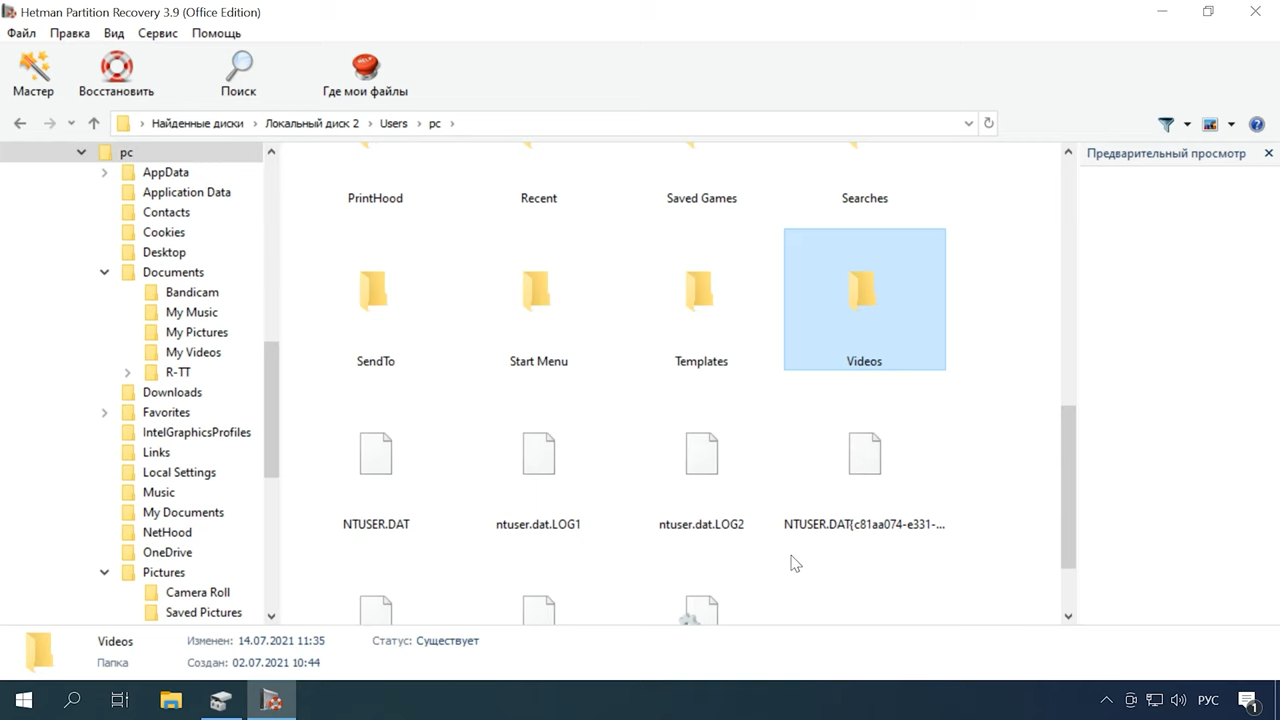 Hetman Partition Recovery 3.9 (Office Edition)
Файл Правка Вид Сервис Помощь
Мастер Восстановить Поиск Где мои файлы
HELP
Найденные диски Локальный диск 2 Users pc
Предварительный просмотр
pc
AppData
Application Data
Contacts
Cookies
Desktop
Documents
Bandicam
My Music
My Pictures
My Videos
R-TT
Downloads
Favorites
IntelGraphicsProfiles
Links
Local Settings
Music
My Documents
NetHood
OneDrive
Pictures
Camera Roll
Saved Pictures
PrintHood Recent Saved Games Searches
SendTo Start Menu Templates Videos
NTUSER.DAT ntuser.dat.LOG1 ntuser.dat.LOG2 NTUSER.DAT{c81aa074-e331-...
Videos Изменен: 14.07.2021 11:35 Статус: Существует
Папка Создан: 02.07.2021 10:44
РУС 1